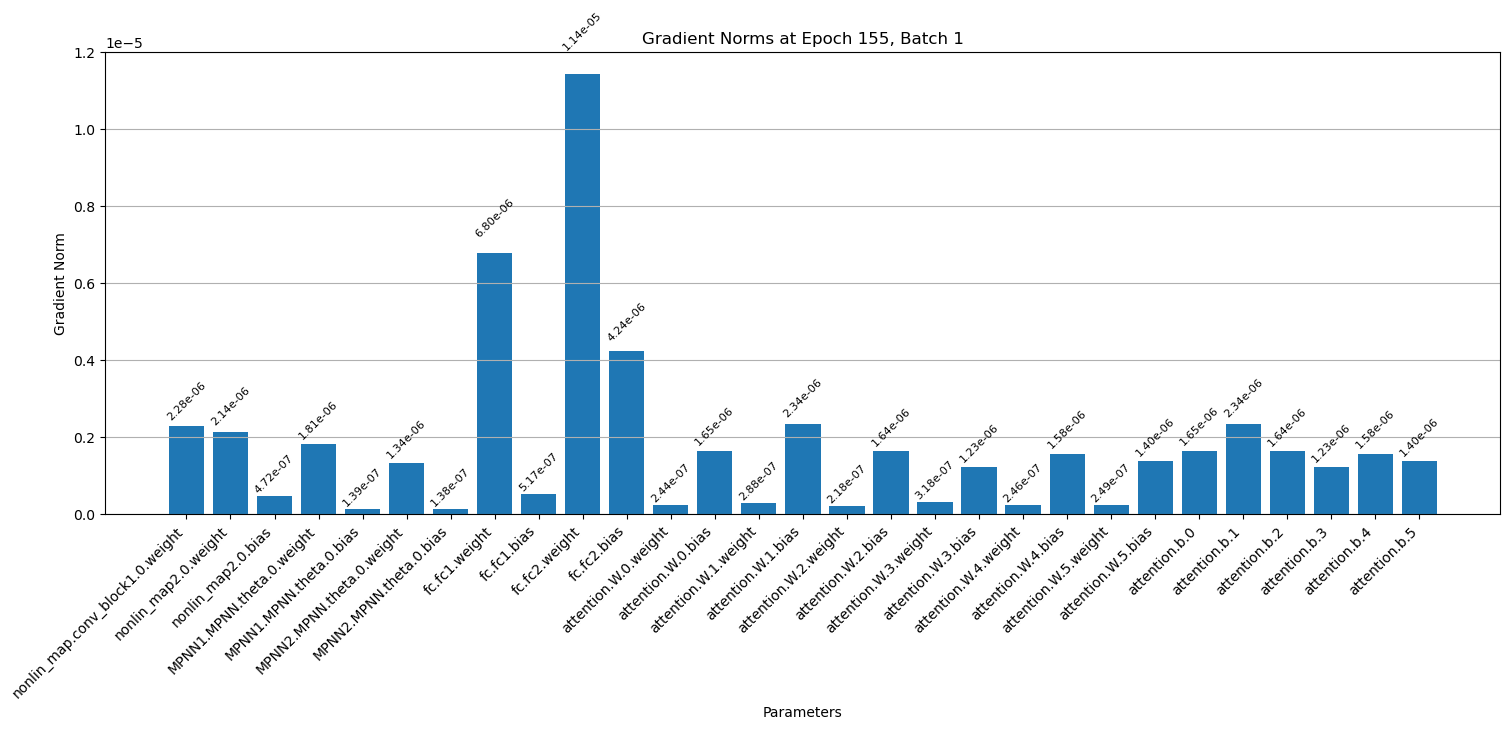 Gradient Norms at Epoch 155, Batch 1
1e−5
Gradient Norm
1.2
1.0
0.8
0.6
0.4
0.2
0.0
2.28e-06
2.14e-06
4.72e-07
1.81e-06
1.39e-07
1.34e-06
1.38e-07
6.80e-06
5.17e-07
1.14e-05
4.24e-06
2.44e-07
1.65e-06
2.88e-07
2.34e-06
2.18e-07
1.64e-06
3.18e-07
1.23e-06
2.46e-07
1.58e-06
2.49e-07
1.40e-06
1.65e-06
2.34e-06
1.64e-06
1.23e-06
1.58e-06
1.40e-06
nonlin_map.conv_block1.0.weight
nonlin_map2.0.weight
nonlin_map2.0.bias
MPNN1.MPNN.theta.0.weight
MPNN1.MPNN.theta.0.bias
MPNN2.MPNN.theta.0.weight
MPNN2.MPNN.theta.0.bias
fc.fc1.weight
fc.fc1.bias
fc.fc2.weight
fc.fc2.bias
attention.W.0.weight
attention.W.0.bias
attention.W.1.weight
attention.W.1.bias
attention.W.2.weight
attention.W.2.bias
attention.W.3.weight
attention.W.3.bias
attention.W.4.weight
attention.W.4.bias
attention.W.5.weight
attention.W.5.bias
attention.b.0
attention.b.1
attention.b.2
attention.b.3
attention.b.4
attention.b.5
Parameters